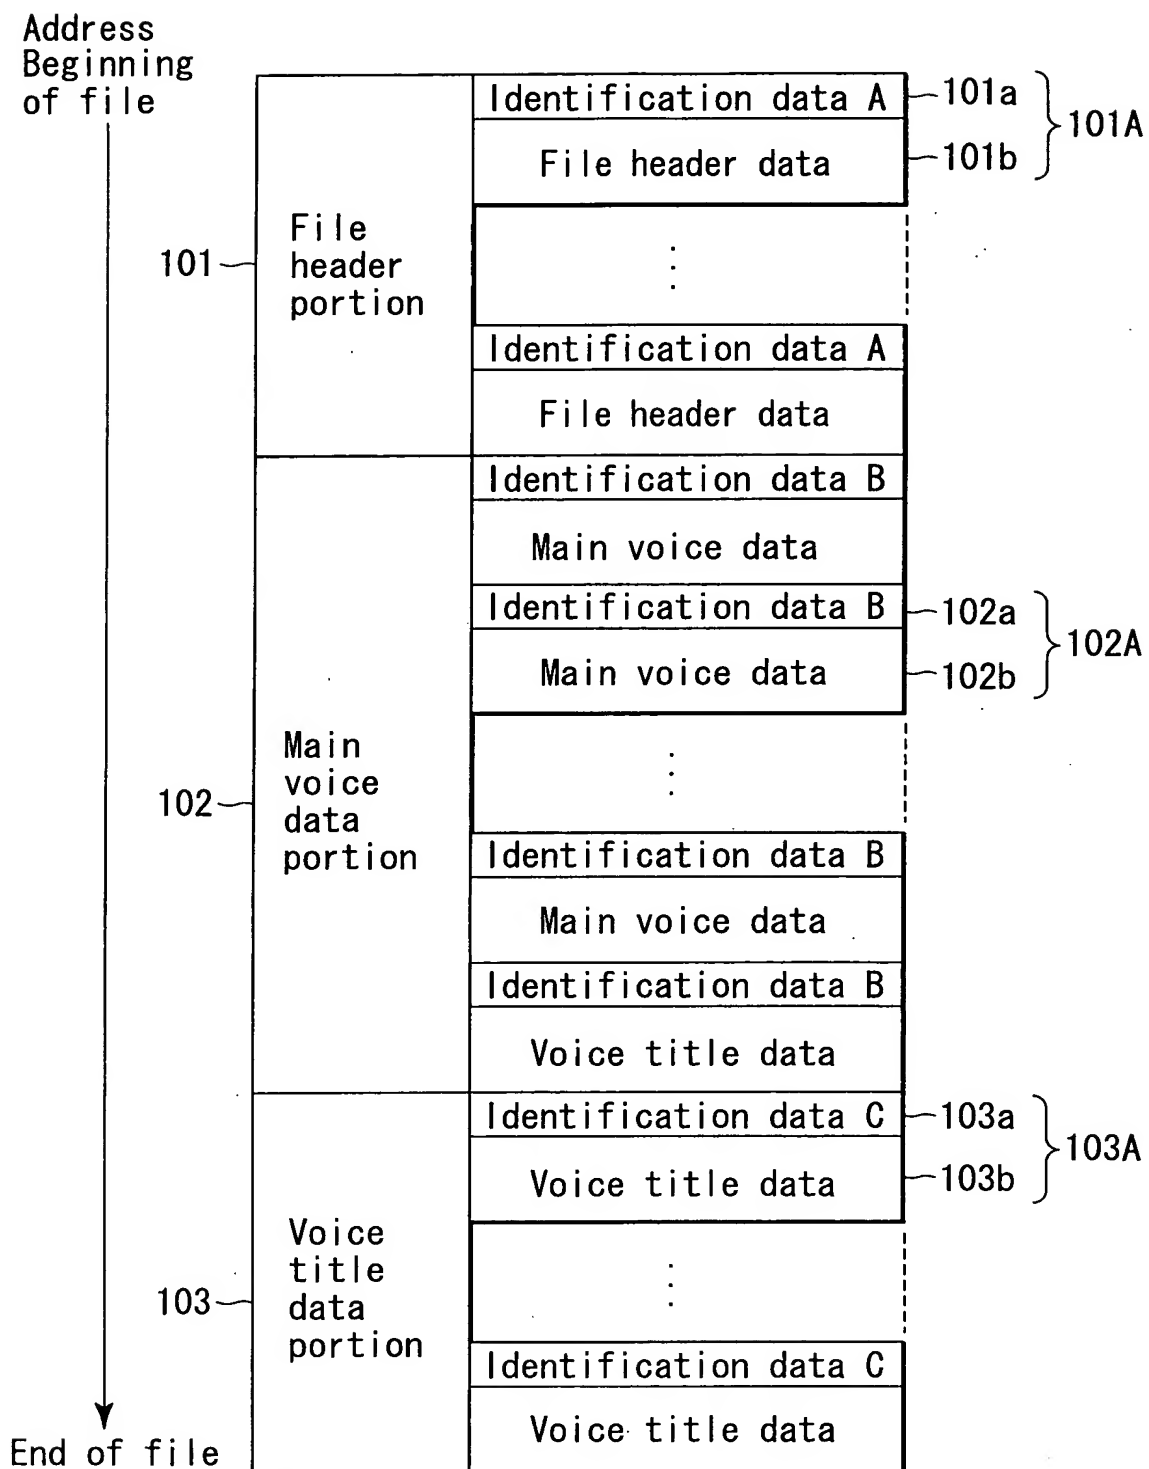 Address
Beginning
of file
Identification data A
101a
101A
File header data
101b
File
header
portion
101
Identification data A
File header data
Identification data B
Main voice data
Identification data B
102a
102A
Main voice data
102b
Main
voice
data
portion
102
Identification data B
Main voice data
Identification data B
Voice title data
Identification data C
103a
103A
Voice title data
103b
Voice
title
data
portion
103
Identification data C
Voice title data
End of file